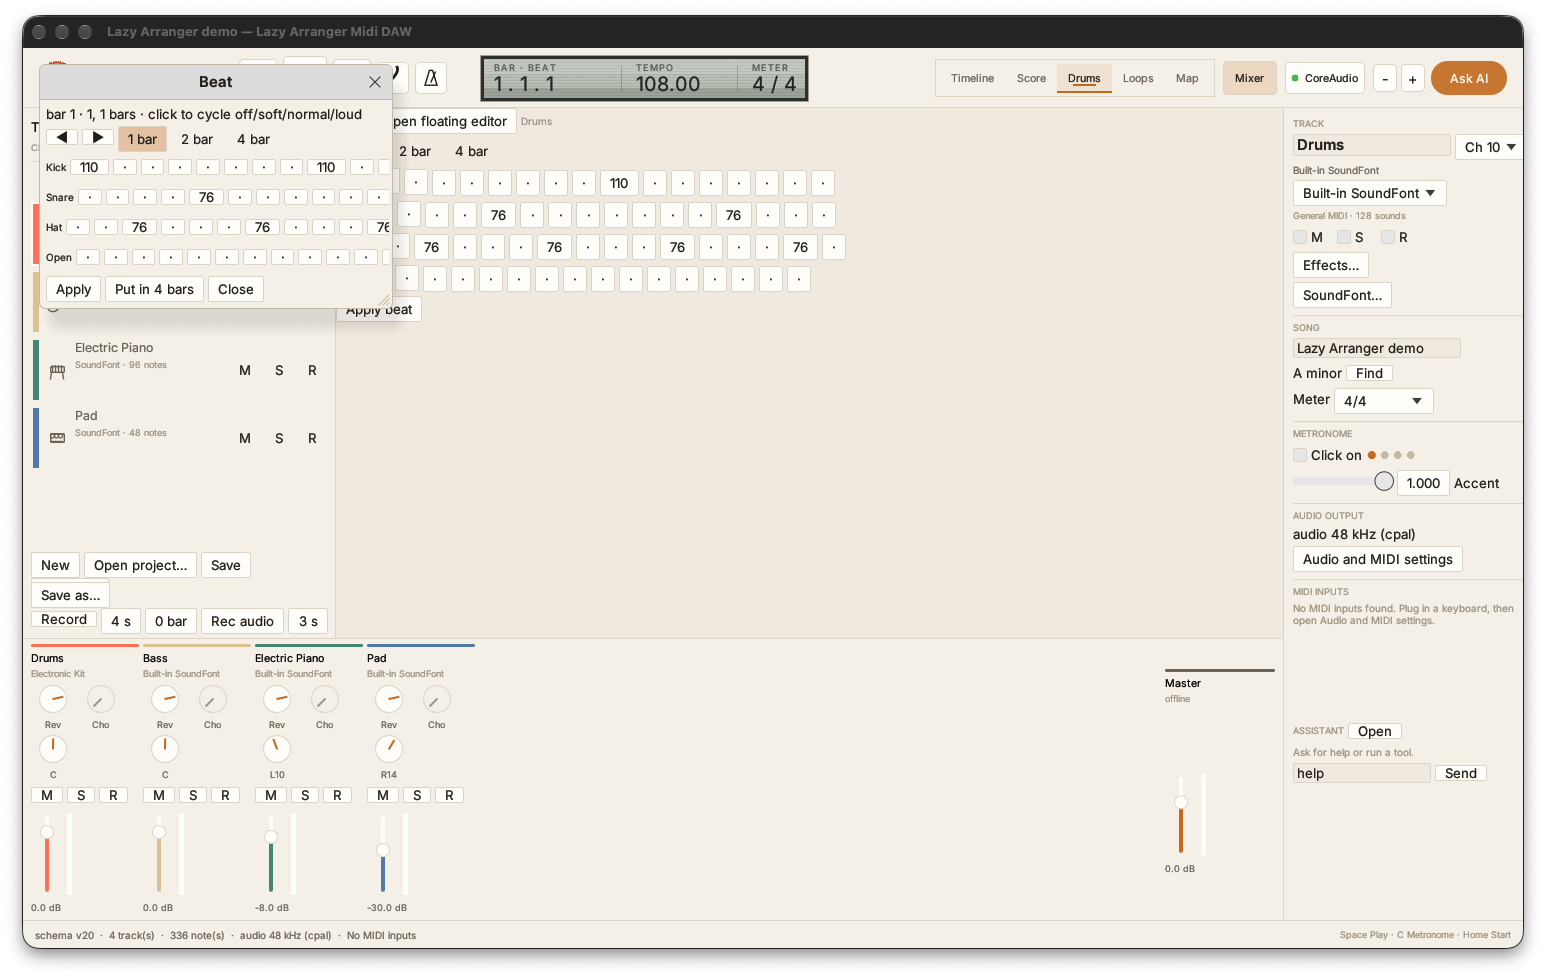 Lazy Arranger demo — Lazy Arranger Midi DAW
BAR · BEAT
1 . 1 . 1
TEMPO
108.00
METER
4 / 4
Timeline
Score
Drums
Loops
Map
Mixer
CoreAudio
-
+
Ask AI
Beat
bar 1 · 1, 1 bars · click to cycle off/soft/normal/loud
1 bar
2 bar
4 bar
Kick 110 · · · · · · · 110 · ·
Snare · · · · 76 · · · · · ·
Hat · · 76 · · · 76 · · · 76
Open · · · · · · · · · · ·
Apply
Put in 4 bars
Close
pen floating editor
Drums
2 bar
4 bar
· · · · · · · 110 · · · · · · ·
· · · 76 · · · · · · · 76 · · ·
· 76 · · · 76 · · · 76 · · · 76 ·
· · · · · · · · · · · · · · ·
Apply beat
Electric Piano
SoundFont · 96 notes
M S R
Pad
SoundFont · 48 notes
M S R
New
Open project...
Save
Save as...
Record
4 s
0 bar
Rec audio
3 s
TRACK
Drums
Ch 10
Built-in SoundFont
Built-in SoundFont
General MIDI · 128 sounds
M S R
Effects...
SoundFont...
SONG
Lazy Arranger demo
A minor
Find
Meter
4/4
METRONOME
Click on
1.000
Accent
AUDIO OUTPUT
audio 48 kHz (cpal)
Audio and MIDI settings
MIDI INPUTS
No MIDI inputs found. Plug in a keyboard, then
open Audio and MIDI settings.
ASSISTANT
Open
Ask for help or run a tool.
help
Send
Drums
Electronic Kit
Rev
Cho
C
M S R
0.0 dB
Bass
Built-in SoundFont
Rev
Cho
C
M S R
0.0 dB
Electric Piano
Built-in SoundFont
Rev
Cho
L10
M S R
-8.0 dB
Pad
Built-in SoundFont
Rev
Cho
R14
M S R
-30.0 dB
Master
offline
0.0 dB
schema v20 · 4 track(s) · 336 note(s) · audio 48 kHz (cpal) · No MIDI inputs
Space Play · C Metronome · Home Start